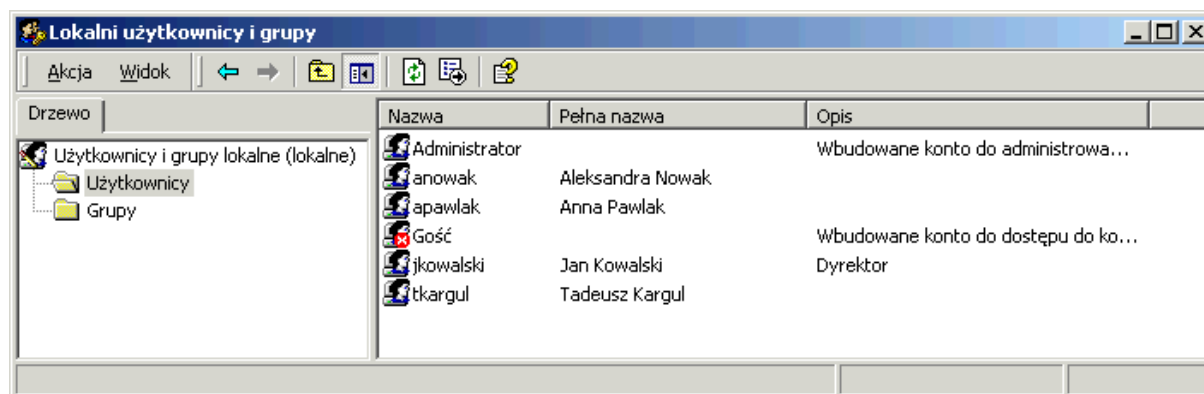 Lokalni użytkownicy i grupy
Akcja Widok
Drzewo
Użytkownicy i grupy lokalne (lokalne)
Użytkownicy
Grupy
Nazwa Pełna nazwa Opis
Administrator Wbudowane konto do administrowa...
anowak Aleksandra Nowak
apawlak Anna Pawlak
Gość Wbudowane konto do dostępu do ko...
jkowalski Jan Kowalski Dyrektor
tkargul Tadeusz Kargul